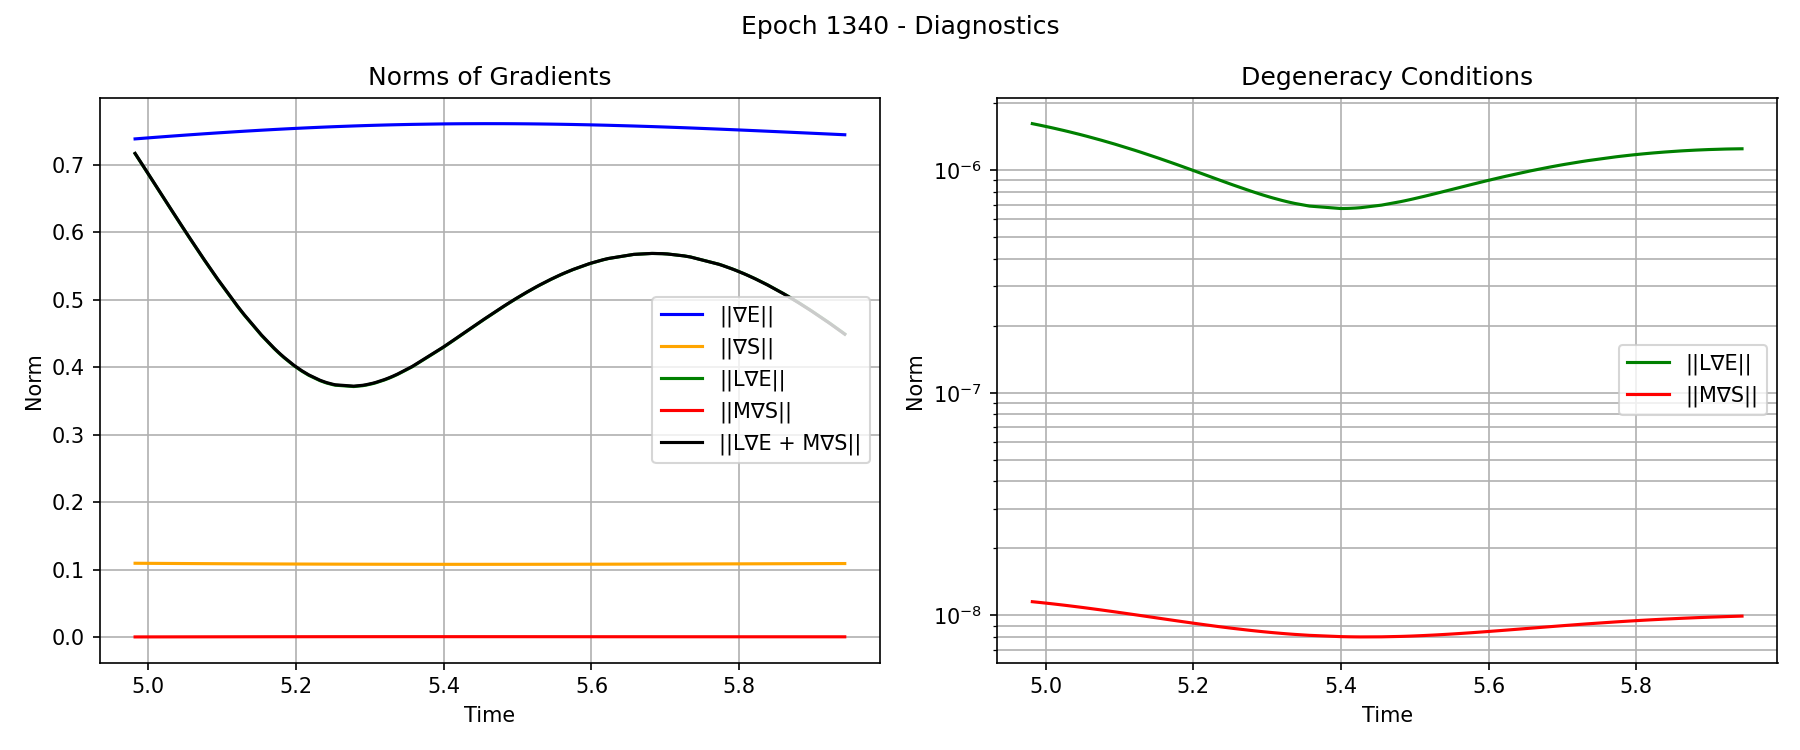 Epoch 1340 - Diagnostics
Norms of Gradients
Norm
0.7
0.6
0.5
0.4
0.3
0.2
0.1
0.0
||∇E||
||∇S||
||L∇E||
||M∇S||
||L∇E + M∇S||
5.0 5.2 5.4 5.6 5.8
Time
Degeneracy Conditions
Norm
10⁻⁶
10⁻⁷
10⁻⁸
||L∇E||
||M∇S||
5.0 5.2 5.4 5.6 5.8
Time